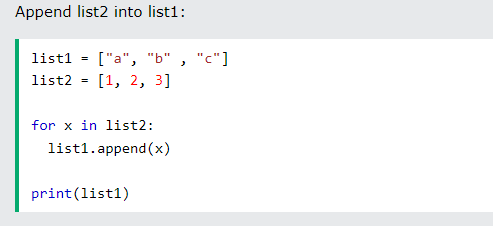 Append list2 into list1:
list1 = ["a", "b" , "c"]
list2 = [1, 2, 3]
for x in list2:
  list1.append(x)
print(list1)